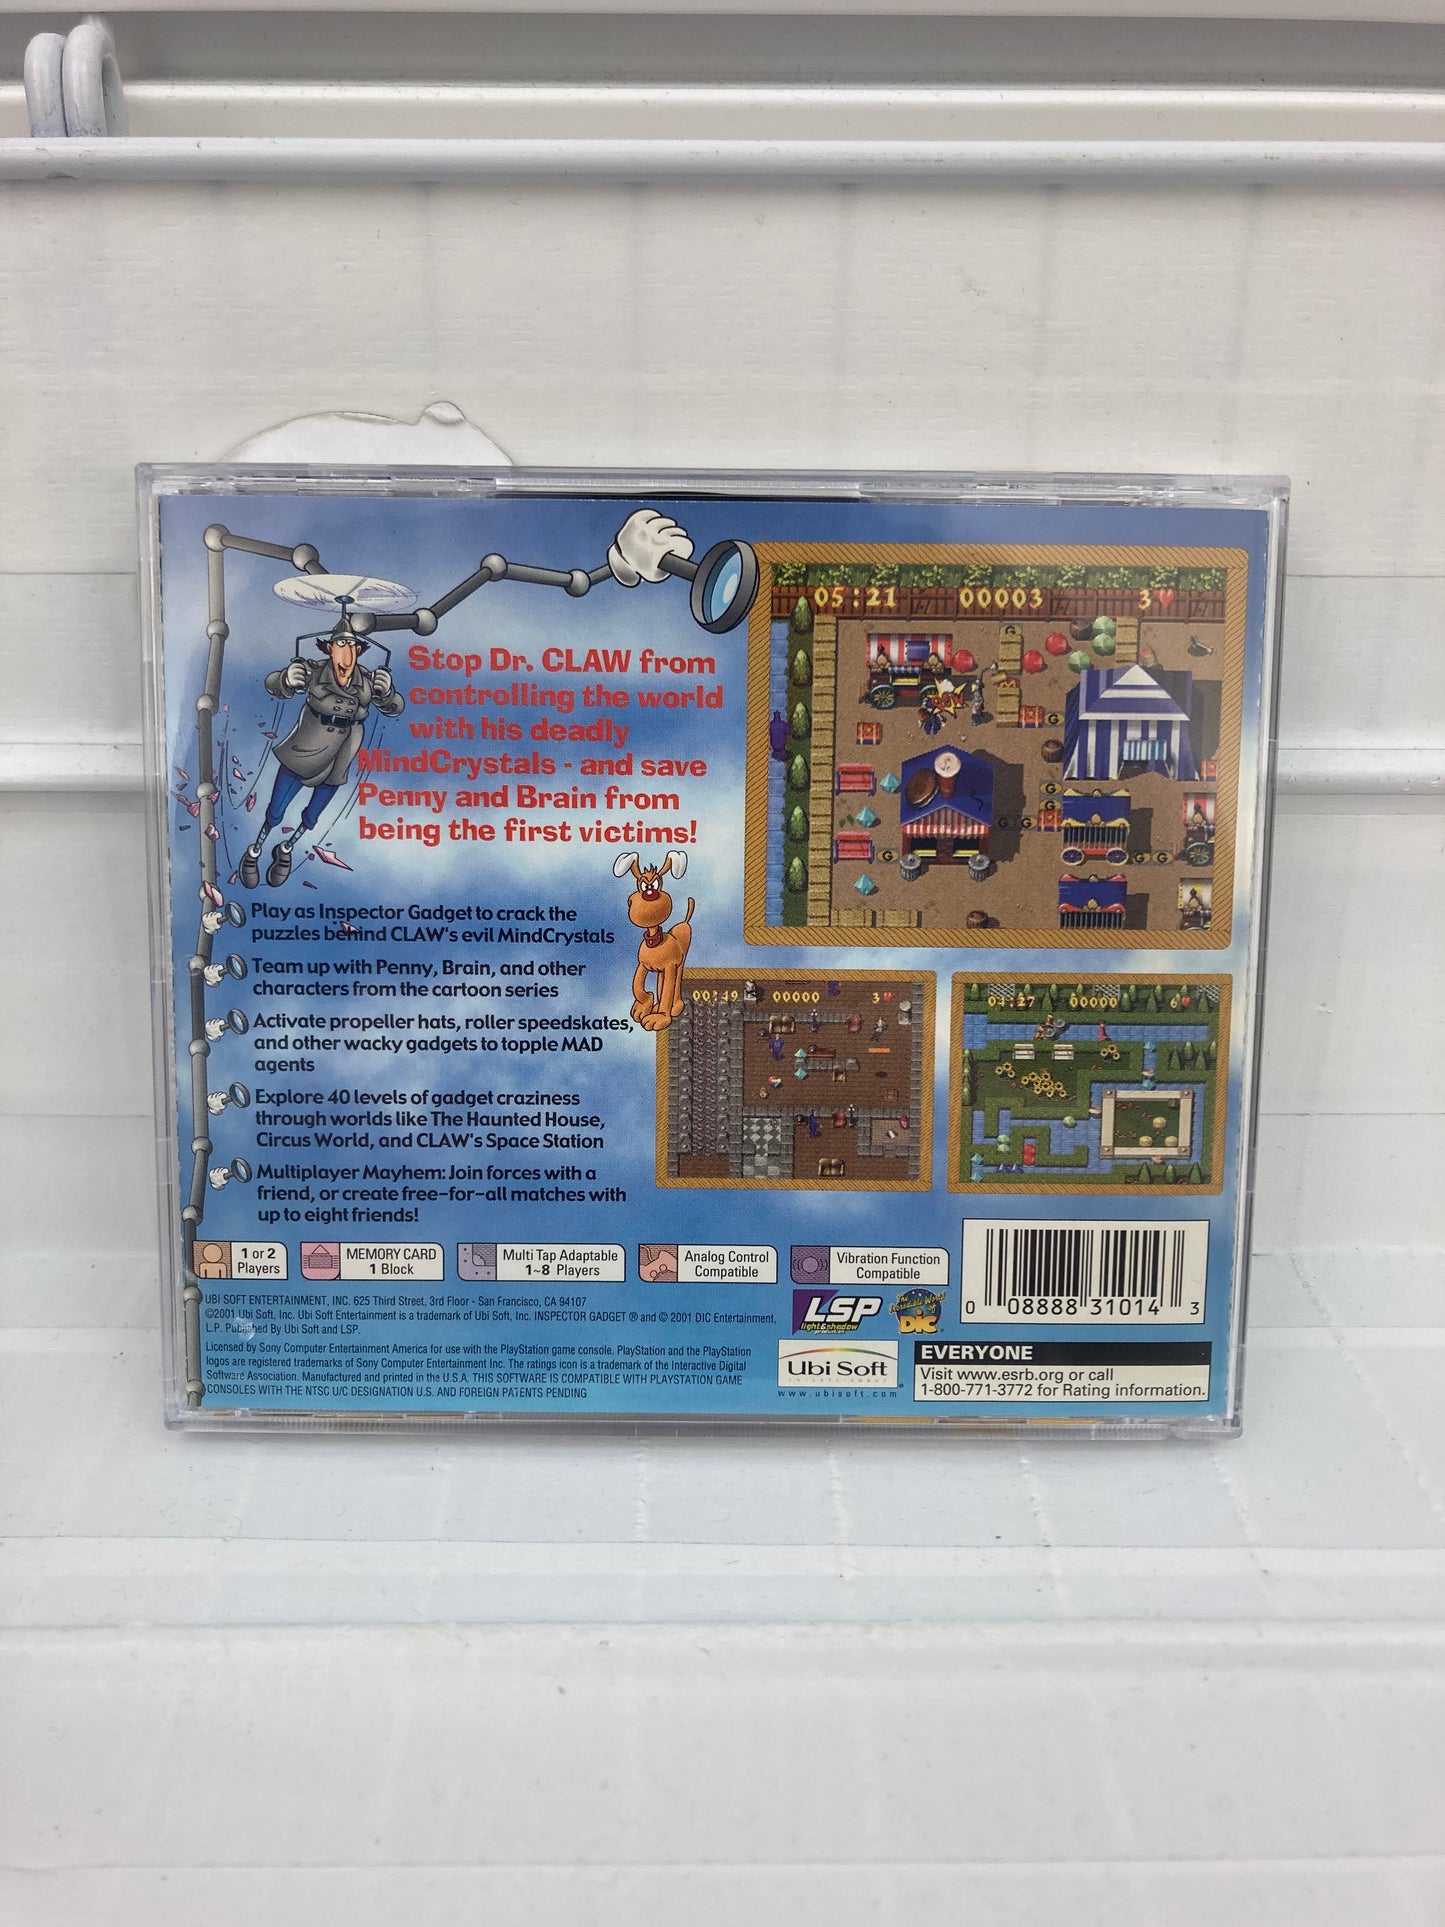 05:21 00003 3
Stop Dr. CLAW from
controlling the world
with his deadly
MindCrystals - and save
Penny and Brain from
being the first victims!
POW
G
G
G
G
G
G G
G
G G
Play as Inspector Gadget to crack the
puzzles behind CLAW's evil MindCrystals
Team up with Penny, Brain, and other
characters from the cartoon series
Activate propeller hats, roller speedskates,
and other wacky gadgets to topple MAD
agents
Explore 40 levels of gadget craziness
through worlds like The Haunted House,
Circus World, and CLAW's Space Station
Multiplayer Mayhem: Join forces with a
friend, or create free-for-all matches with
up to eight friends!
00:49 00000 3
04:27 00000 6
1 or 2
Players
MEMORY CARD
1 Block
Multi Tap Adaptable
1~8 Players
Analog Control
Compatible
Vibration Function
Compatible
0 08888 31014 3
UBI SOFT ENTERTAINMENT, INC. 625 Third Street, 3rd Floor - San Francisco, CA 94107
©2001 Ubi Soft, Inc. Ubi Soft Entertainment is a trademark of Ubi Soft, Inc. INSPECTOR GADGET ® and © 2001 DIC Entertainment,
L.P. Published By Ubi Soft and LSP.
Licensed by Sony Computer Entertainment America for use with the PlayStation game console. PlayStation and the PlayStation
logos are registered trademarks of Sony Computer Entertainment Inc. The ratings icon is a trademark of the Interactive Digital
Software Association. Manufactured and printed in the U.S.A. THIS SOFTWARE IS COMPATIBLE WITH PLAYSTATION GAME
CONSOLES WITH THE NTSC U/C DESIGNATION U.S. AND FOREIGN PATENTS PENDING
LSP
light & shadow
production
The
Incredible World
of
DIC
Ubi Soft
ENTERTAINMENT
www.ubisoft.com
EVERYONE
Visit www.esrb.org or call
1-800-771-3772 for Rating information.